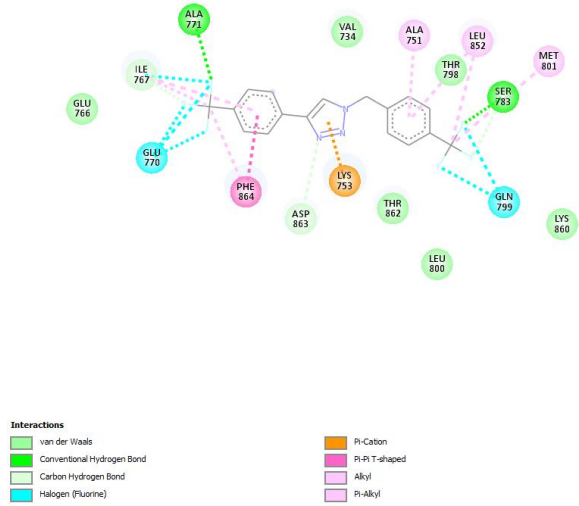 ALA
771
VAL
734
ALA
751
LEU
852
MET
801
ILE
767
THR
798
SER
783
GLU
766
GLU
770
N
N
N
PHE
864
LYS
753
ASP
863
THR
862
GLN
799
LYS
860
LEU
800
Interactions
van der Waals
Conventional Hydrogen Bond
Carbon Hydrogen Bond
Halogen (Fluorine)
Pi-Cation
Pi-Pi T-shaped
Alkyl
Pi-Alkyl